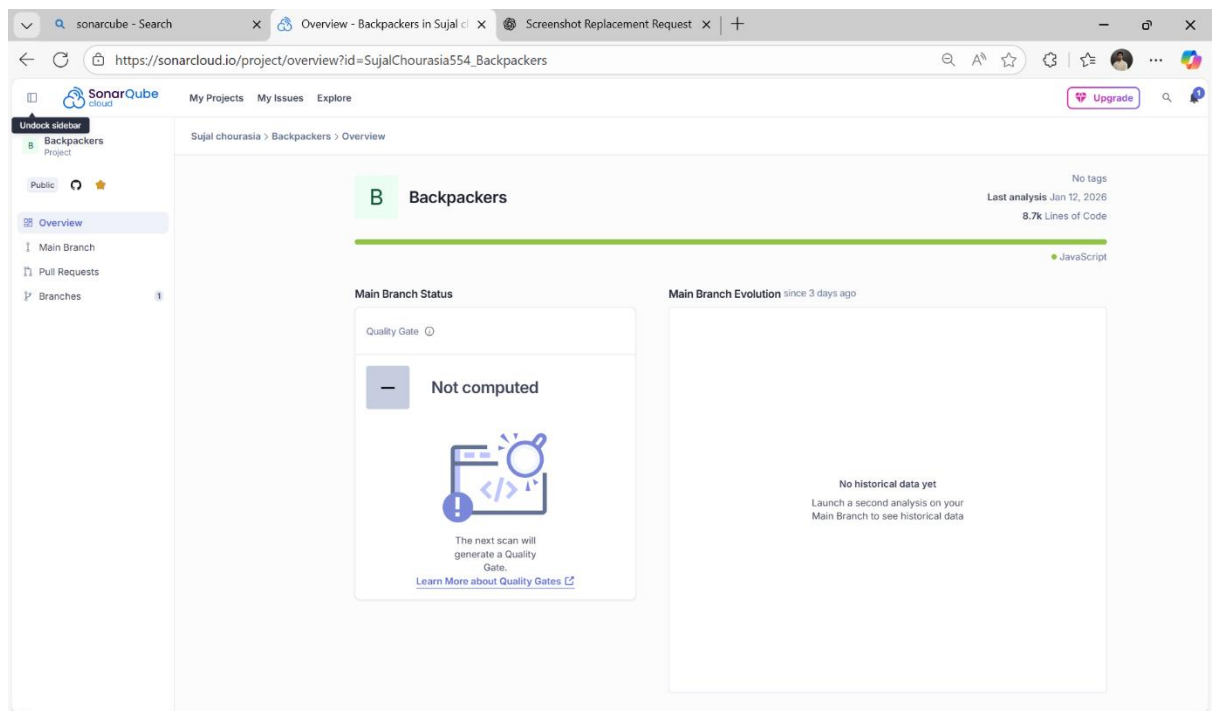 sonarcube - Search
Overview - Backpackers in Sujal cl
Screenshot Replacement Request
https://sonarcloud.io/project/overview?id=SujalChourasia554_Backpackers
SonarQube
cloud
My Projects My Issues Explore
Upgrade
1
Undock sidebar
B
Backpackers
Project
Sujal chourasia > Backpackers > Overview
Public
Overview
Main Branch
Pull Requests
Branches 1
B Backpackers
No tags
Last analysis Jan 12, 2026
8.7k Lines of Code
JavaScript
Main Branch Status
Main Branch Evolution since 3 days ago
Quality Gate
Not computed
</>
The next scan will
generate a Quality
Gate.
Learn More about Quality Gates
No historical data yet
Launch a second analysis on your
Main Branch to see historical data